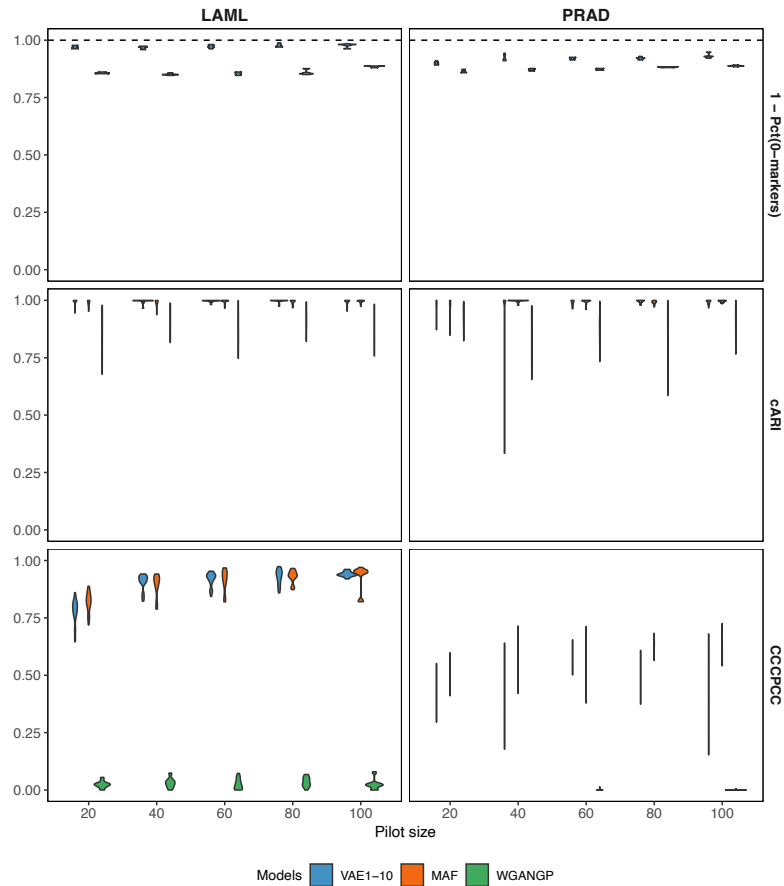 LAML PRAD
1.00
0.75
0.50
0.25
0.00
1 − Pct(0−markers)
1.00
0.75
0.50
0.25
0.00
cARI
1.00
0.75
0.50
0.25
0.00
CCCPCC
20 40 60 80 100 20 40 60 80 100
Pilot size
Models VAE1−10 MAF WGANGP